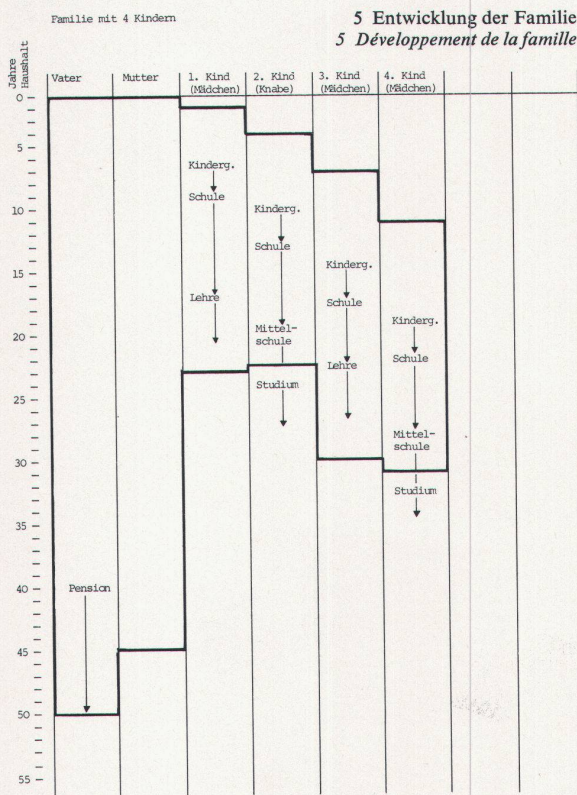 Familie mit 4 Kindern
5 Entwicklung der Familie
5 Développement de la famille
Jahre
Haushalt
Vater
Mutter
1. Kind
(Mädchen)
2. Kind
(Knabe)
3. Kind
(Mädchen)
4. Kind
(Mädchen)
0
5
10
15
20
25
30
35
40
45
50
55
Kinderg.
Schule
Lehre
Kinderg.
Schule
Mittel-
schule
Studium
Kinderg.
Schule
Lehre
Kinderg.
Schule
Mittel-
schule
Studium
Pension